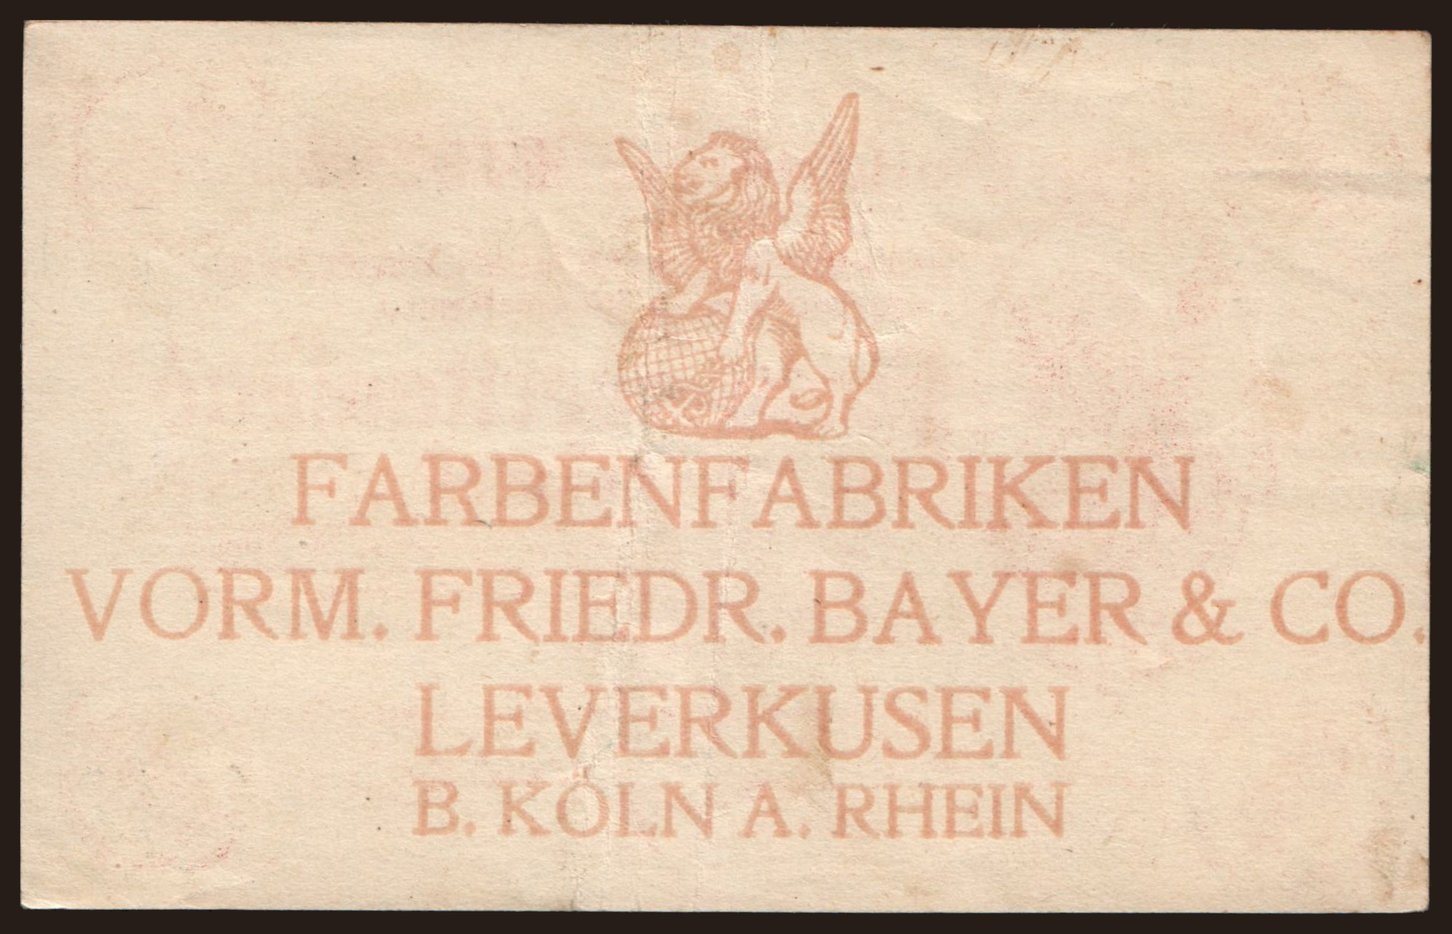 FARBENFABRIKEN
VORM. FRIEDR. BAYER & CO.
LEVERKUSEN
B. KÖLN A. RHEIN